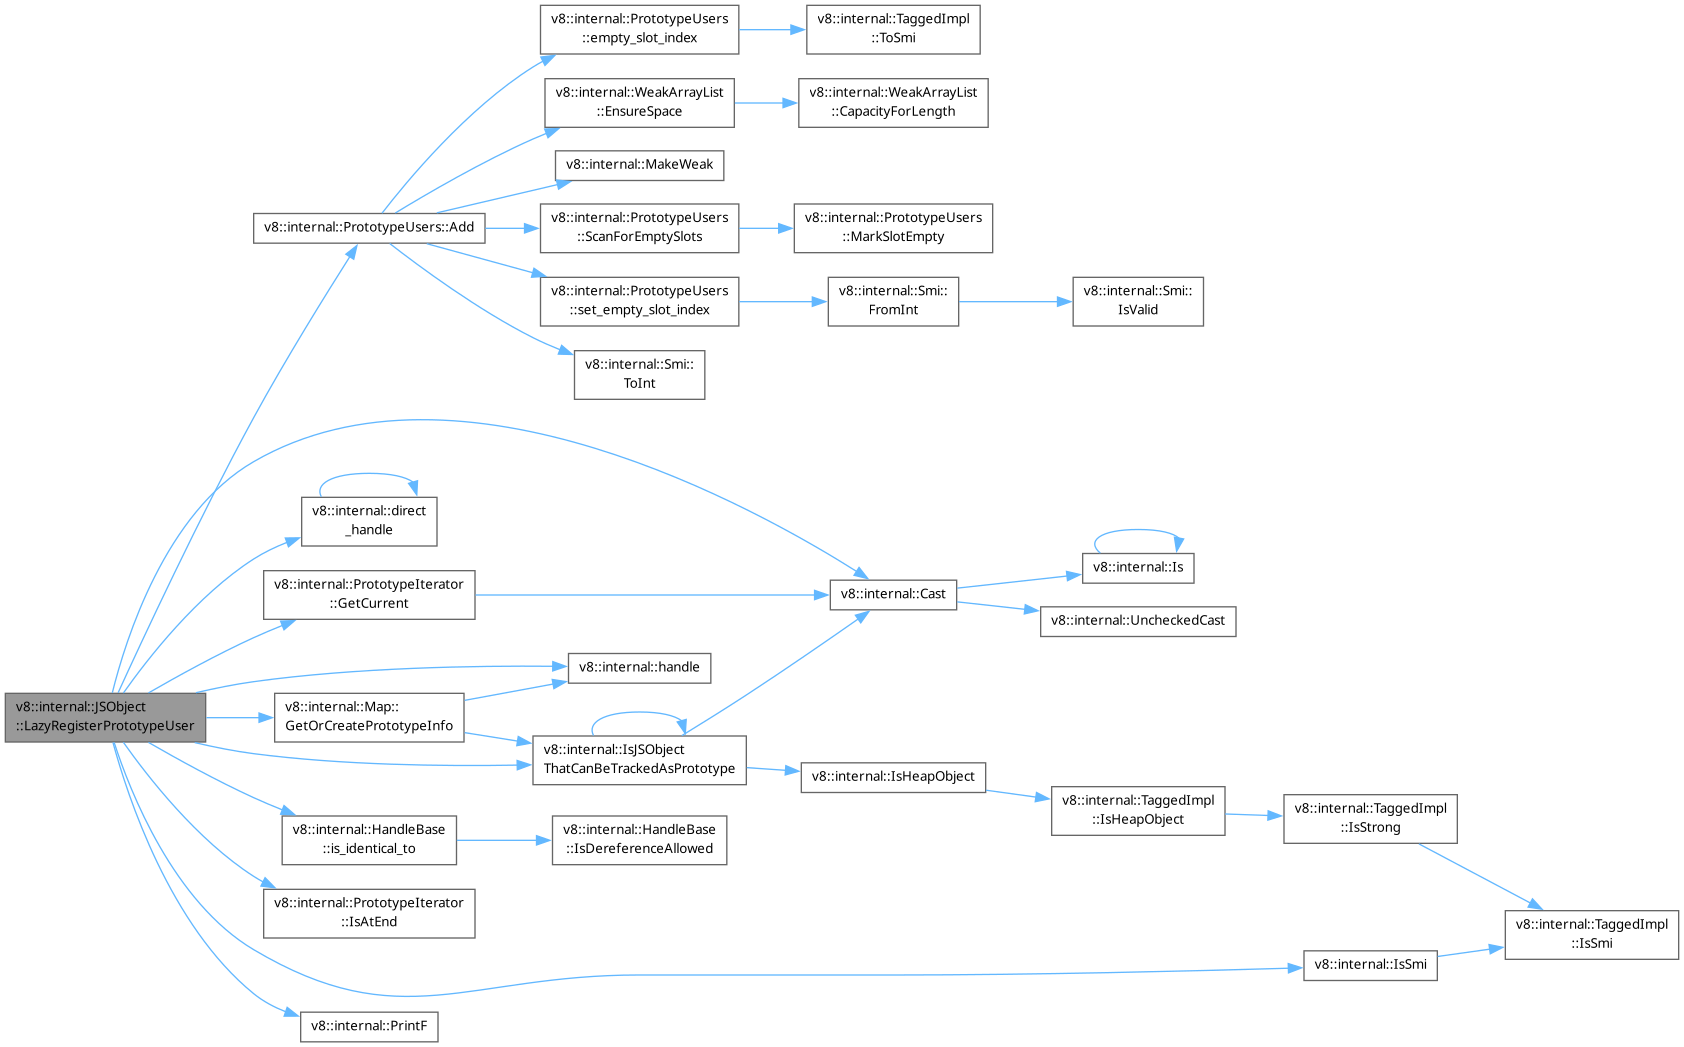 v8::internal::PrototypeUsers
::empty_slot_index
v8::internal::TaggedImpl
::ToSmi
v8::internal::WeakArrayList
::EnsureSpace
v8::internal::WeakArrayList
::CapacityForLength
v8::internal::MakeWeak
v8::internal::PrototypeUsers::Add
v8::internal::PrototypeUsers
::ScanForEmptySlots
v8::internal::PrototypeUsers
::MarkSlotEmpty
v8::internal::PrototypeUsers
::set_empty_slot_index
v8::internal::Smi::
FromInt
v8::internal::Smi::
IsValid
v8::internal::Smi::
ToInt
v8::internal::direct
_handle
v8::internal::PrototypeIterator
::GetCurrent
v8::internal::Cast
v8::internal::Is
v8::internal::UncheckedCast
v8::internal::handle
v8::internal::JSObject
::LazyRegisterPrototypeUser
v8::internal::Map::
GetOrCreatePrototypeInfo
v8::internal::IsJSObject
ThatCanBeTrackedAsPrototype
v8::internal::IsHeapObject
v8::internal::TaggedImpl
::IsHeapObject
v8::internal::TaggedImpl
::IsStrong
v8::internal::HandleBase
::is_identical_to
v8::internal::HandleBase
::IsDereferenceAllowed
v8::internal::PrototypeIterator
::IsAtEnd
v8::internal::TaggedImpl
::IsSmi
v8::internal::IsSmi
v8::internal::PrintF